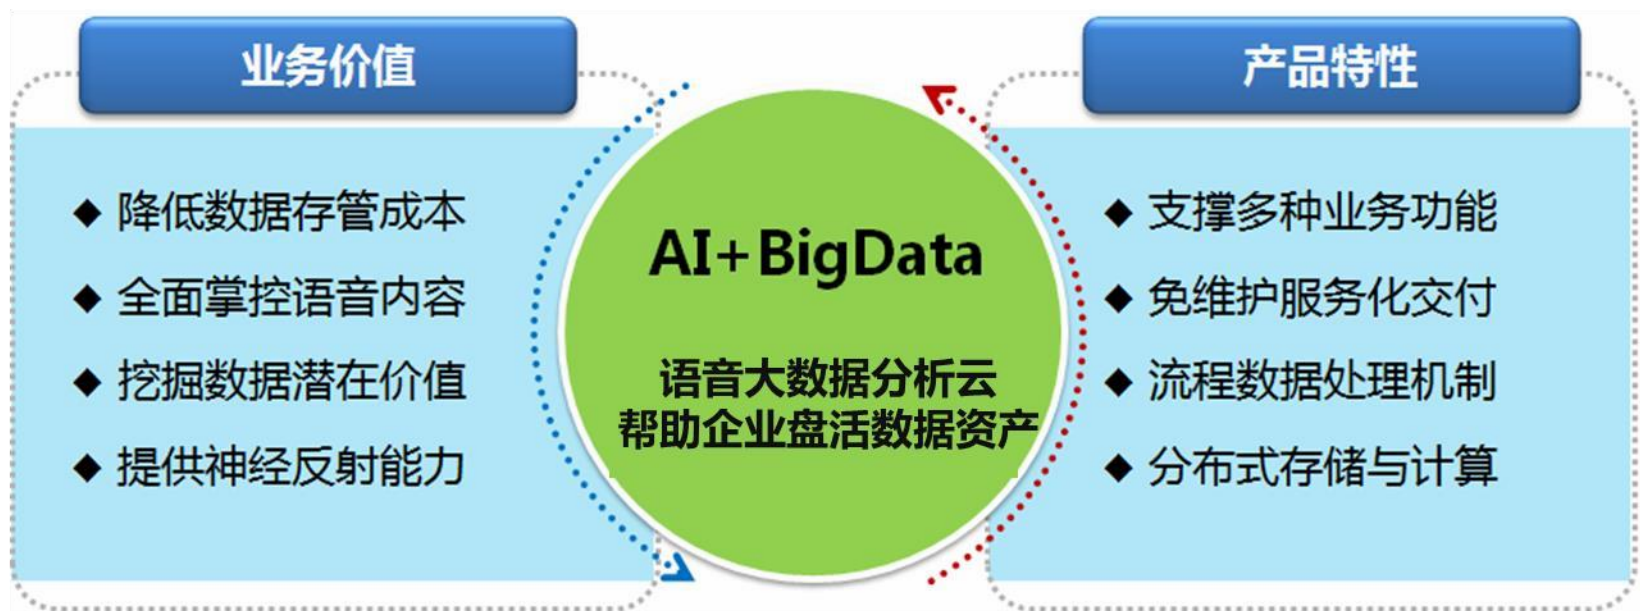 业务价值
◆ 降低数据存管成本
◆ 全面掌控语音内容
◆ 挖掘数据潜在价值
◆ 提供神经反射能力
AI+BigData
语音大数据分析云
帮助企业盘活数据资产
产品特性
◆ 支撑多种业务功能
◆ 免维护服务化交付
◆ 流程数据处理机制
◆ 分布式存储与计算